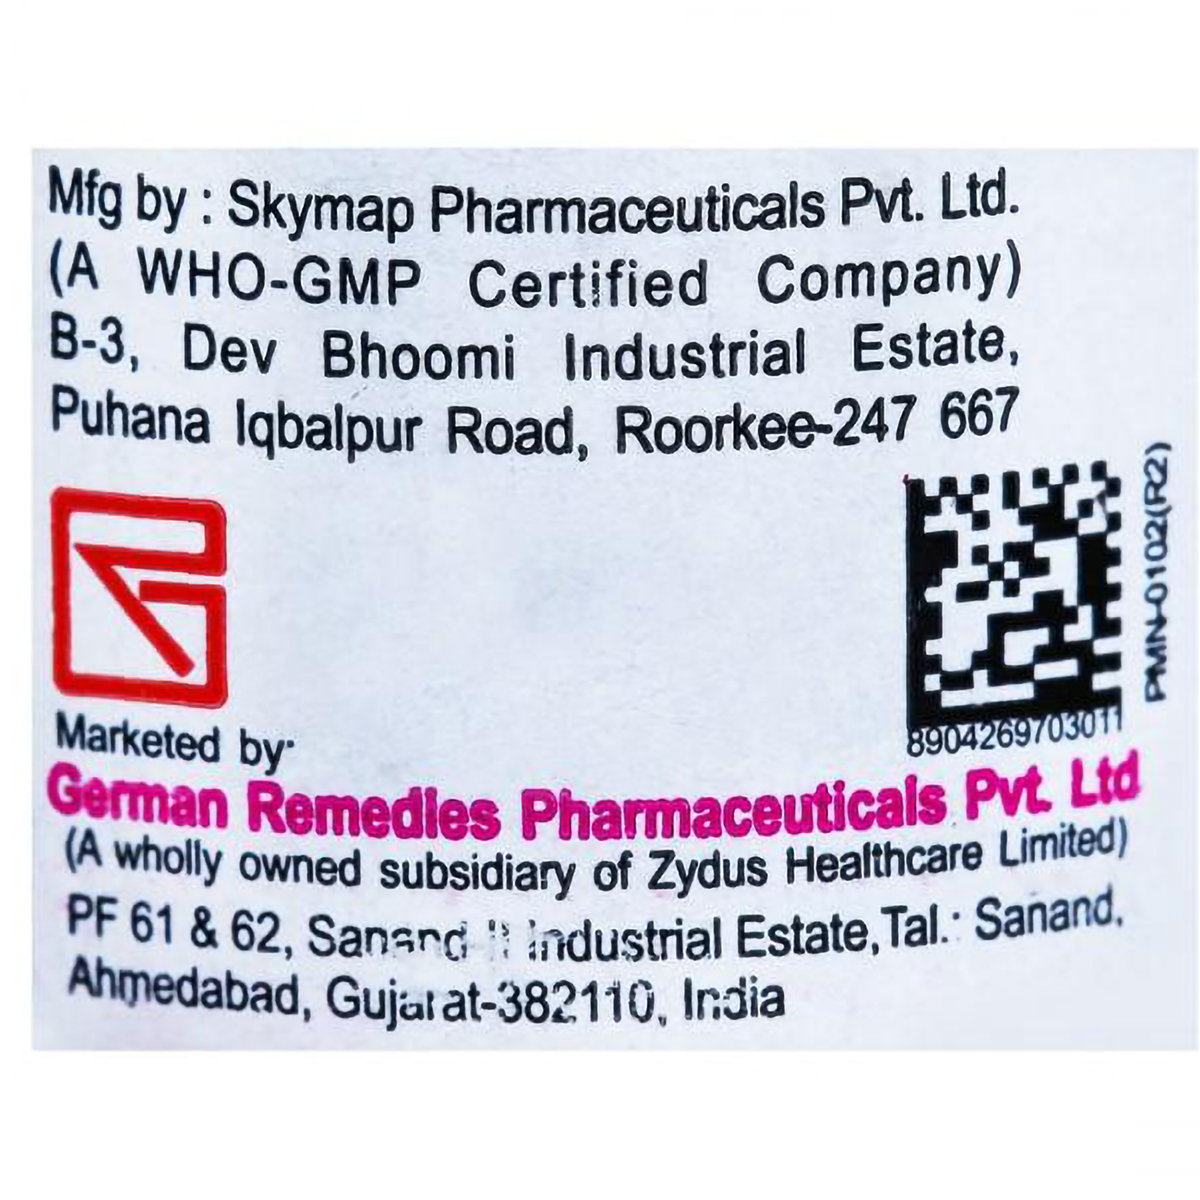 Mfg by : Skymap Pharmaceuticals Pvt. Ltd.
(A WHO-GMP Certified Company)
B-3, Dev Bhoomi Industrial Estate,
Puhana Iqbalpur Road, Roorkee-247 667
PMN-0102(R2)
8904269703011
Marketed by:
German Remedies Pharmaceuticals Pvt. Ltd
(A wholly owned subsidiary of Zydus Healthcare Limited)
PF 61 & 62, Sanand II Industrial Estate, Tal.: Sanand,
Ahmedabad, Gujarat-382110, India